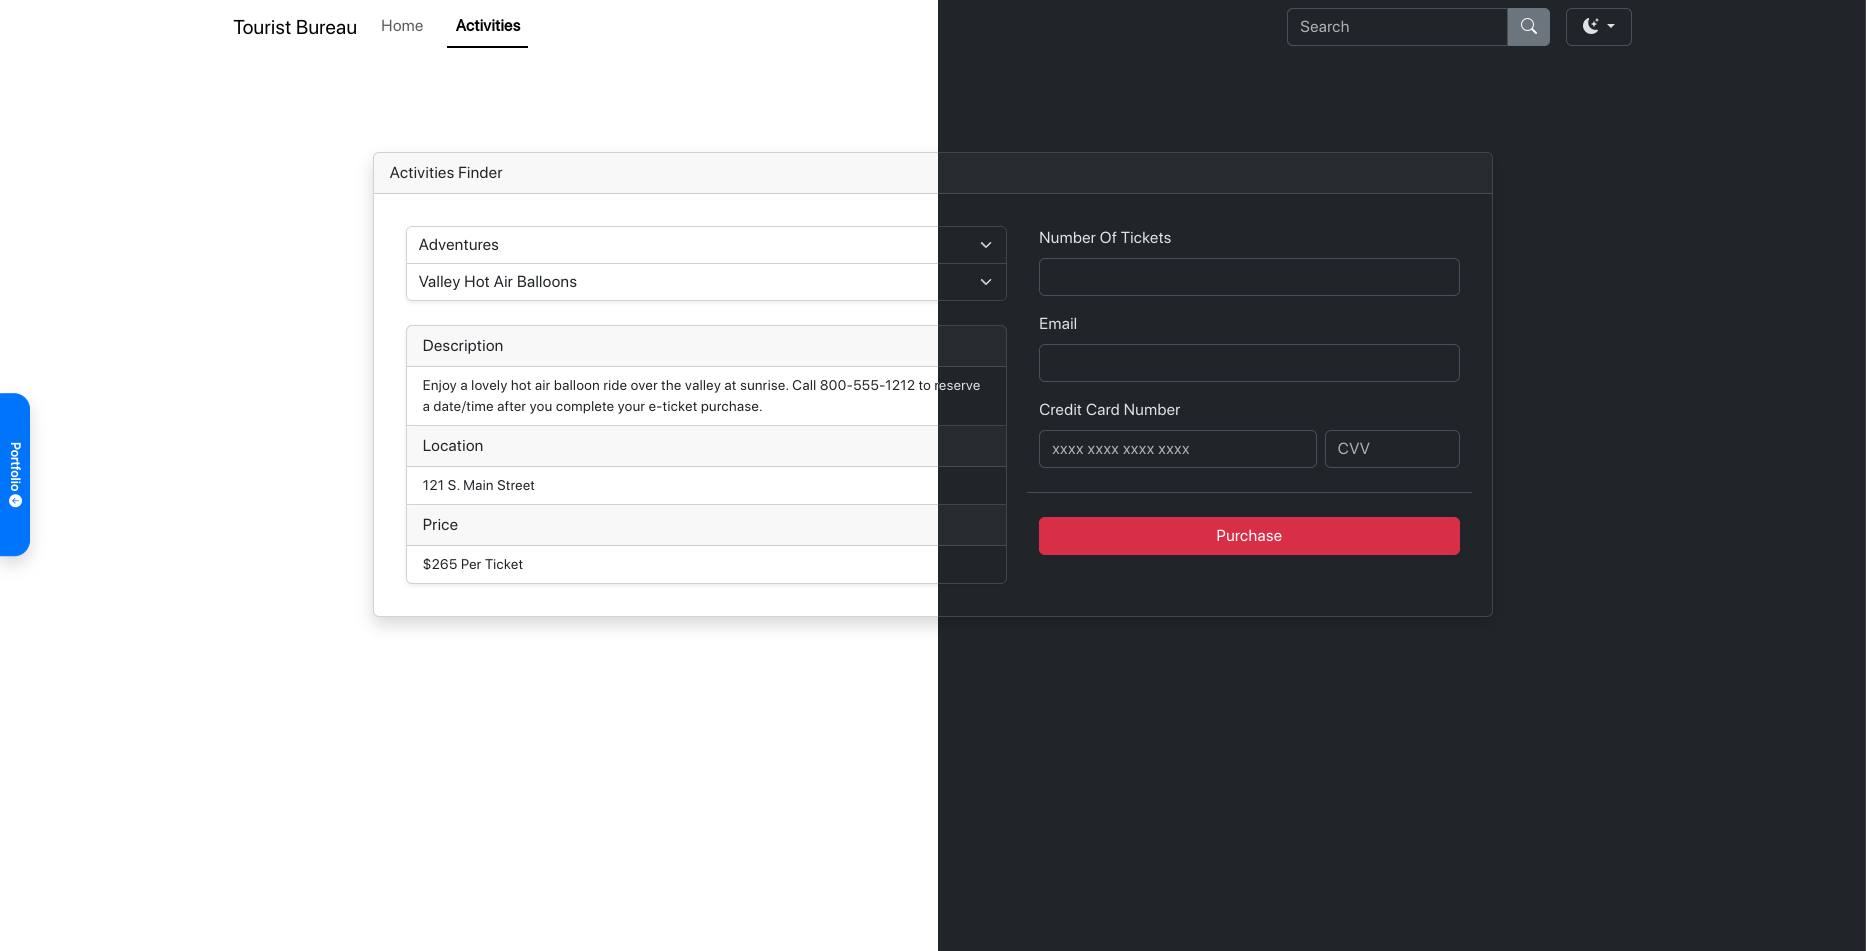 Tourist Bureau Home Activities Search
Activities Finder
Adventures
Valley Hot Air Balloons
Description
Enjoy a lovely hot air balloon ride over the valley at sunrise. Call 800-555-1212 to reserve
a date/time after you complete your e-ticket purchase.
Location
121 S. Main Street
Price
$265 Per Ticket
Number Of Tickets
Email
Credit Card Number
xxxx xxxx xxxx xxxx CVV
Purchase
Portfolio